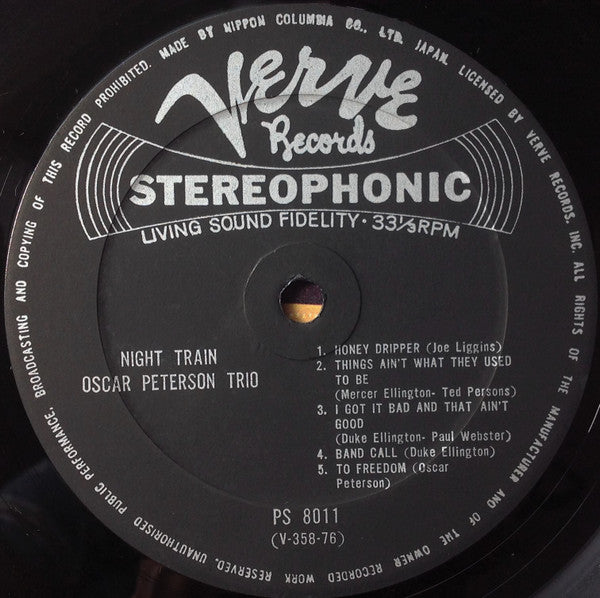 MADE BY NIPPON COLUMBIA CO., LTD, JAPAN. LICENSED BY VERVE RECORDS, INC. ALL RIGHTS OF THE MANUFACTURER AND OF THE OWNER RECORDED WORK RESERVED. UNAUTHORISED PUBLIC PERFORMANCE, BROADCASTING AND COPYING OF THIS RECORD PROHIBITED.
Verve
Records
STEREOPHONIC
LIVING SOUND FIDELITY · 33⅓RPM
NIGHT TRAIN
OSCAR PETERSON TRIO
1. HONEY DRIPPER (Joe Liggins)
2. THINGS AIN'T WHAT THEY USED
TO BE
(Mercer Ellington- Ted Persons)
3. I GOT IT BAD AND THAT AIN'T
GOOD
(Duke Ellington- Paul Webster)
4. BAND CALL (Duke Ellington)
5. TO FREEDOM (Oscar
Peterson)
PS 8011
(V-358-76)